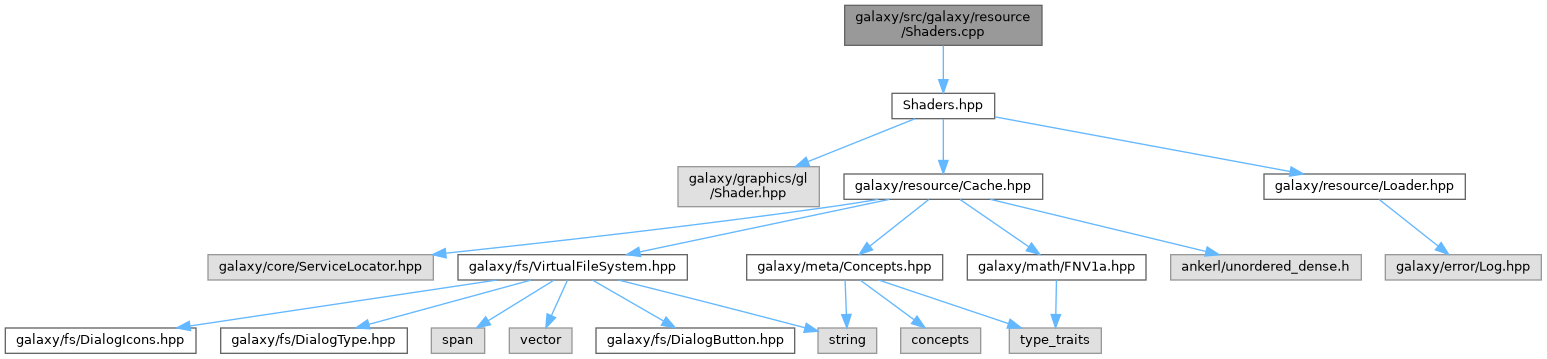 galaxy/src/galaxy/resource
/Shaders.cpp
Shaders.hpp
galaxy/graphics/gl
/Shader.hpp
galaxy/resource/Cache.hpp
galaxy/resource/Loader.hpp
galaxy/core/ServiceLocator.hpp
galaxy/fs/VirtualFileSystem.hpp
galaxy/meta/Concepts.hpp
galaxy/math/FNV1a.hpp
ankerl/unordered_dense.h
galaxy/error/Log.hpp
galaxy/fs/DialogIcons.hpp
galaxy/fs/DialogType.hpp
span
vector
galaxy/fs/DialogButton.hpp
string
concepts
type_traits